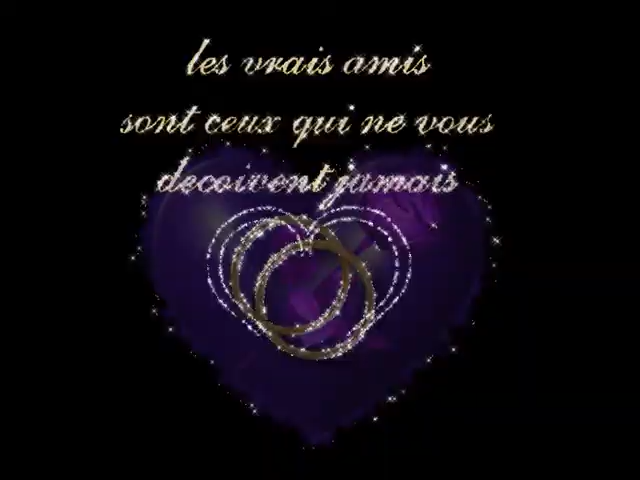 les vrais amis
sont ceux qui ne vous
decoivent jamais